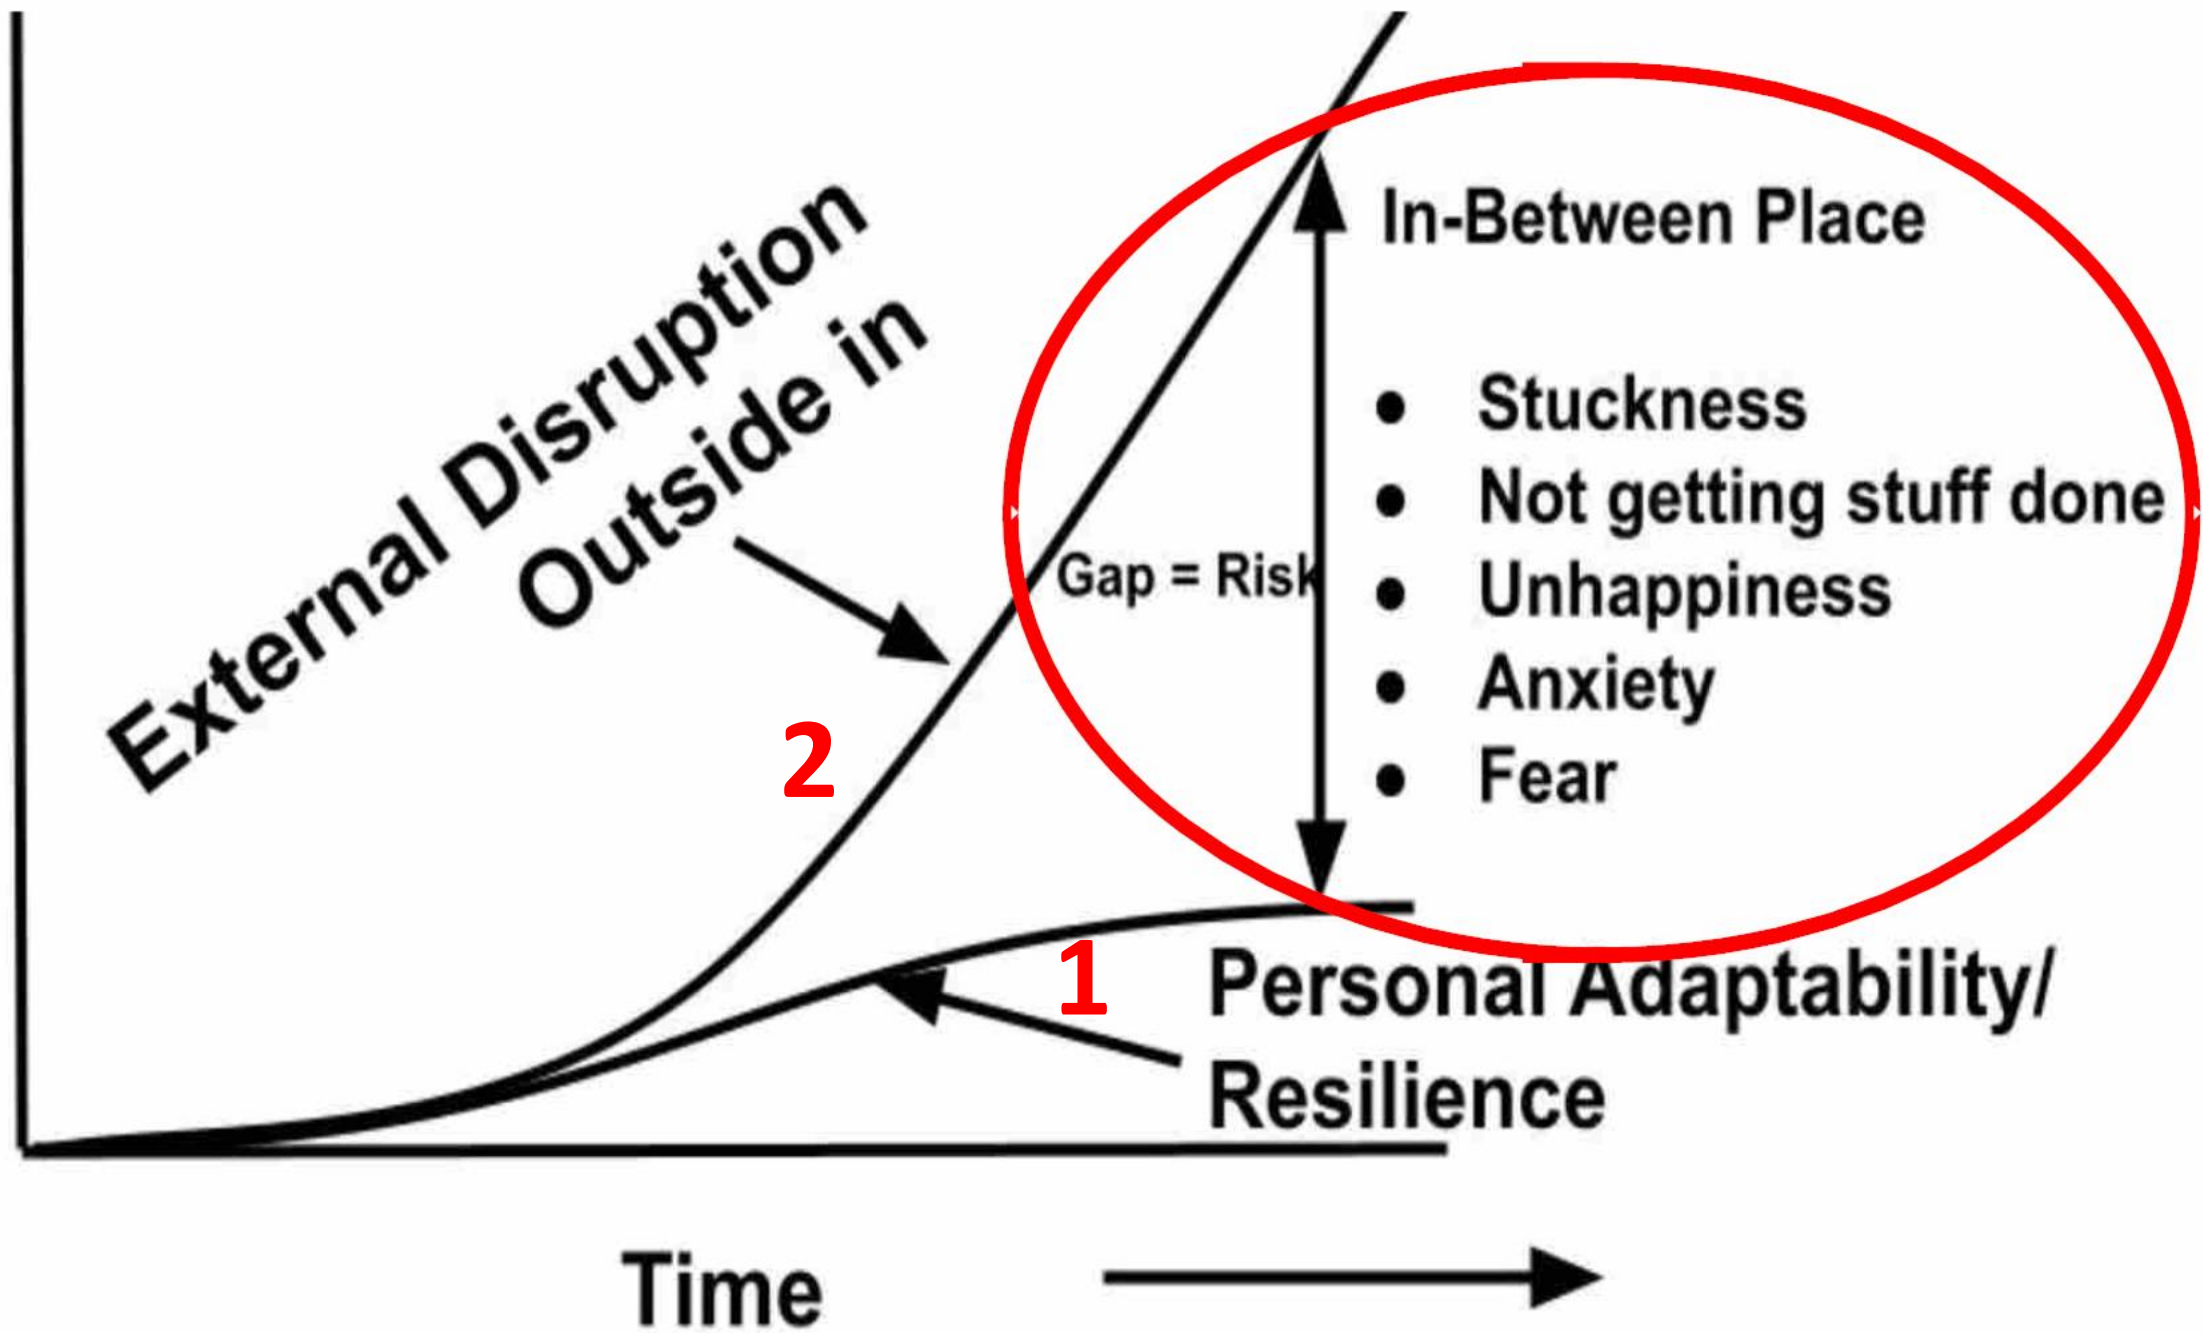 External Disruption
Outside in
In-Between Place
• Stuckness
• Not getting stuff done
Gap = Risk
• Unhappiness
• Anxiety
• Fear
2
1
Personal Adaptability/
Resilience
Time